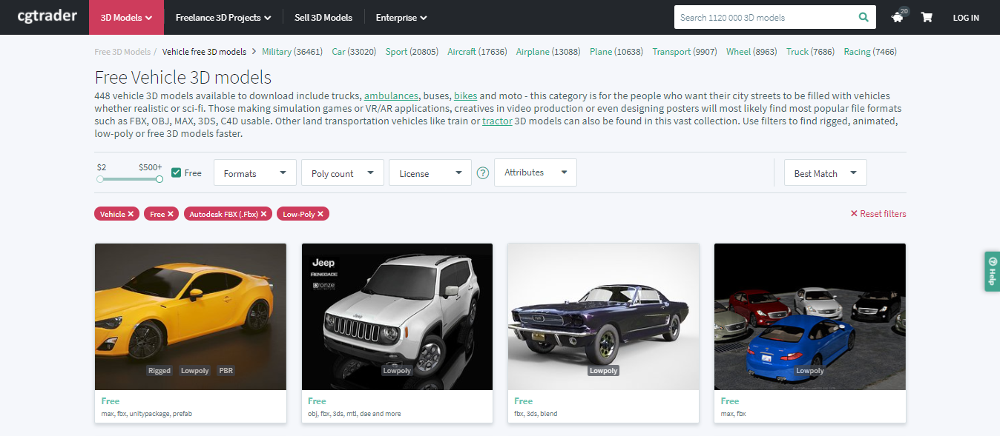 cgtrader 3D Models Freelance 3D Projects Sell 3D Models Enterprise Search 1120 000 3D models 20 LOG IN
Free 3D Models / Vehicle free 3D models > Military (36461) Car (33020) Sport (20805) Aircraft (17636) Airplane (13088) Plane (10638) Transport (9907) Wheel (8963) Truck (7686) Racing (7466)
Free Vehicle 3D models
448 vehicle 3D models available to download include trucks, ambulances, buses, bikes and moto - this category is for the people who want their city streets to be filled with vehicles
whether realistic or sci-fi. Those making simulation games or VR/AR applications, creatives in video production or even designing posters will most likely find most popular file formats
such as FBX, OBJ, MAX, 3DS, C4D usable. Other land transportation vehicles like train or tractor 3D models can also be found in this vast collection. Use filters to find rigged, animated,
low-poly or free 3D models faster.
$2 $500+ Free Formats Poly count License ? Attributes Best Match
Vehicle × Free × Autodesk FBX (.Fbx) × Low-Poly × × Reset filters
Help
Jeep
RENEGADE
Bronze
Jeep
Rigged Lowpoly PBR Lowpoly Lowpoly Lowpoly
Free Free Free Free
max, fbx, unitypackage, prefab obj, fbx, 3ds, mtl, dae and more fbx, 3ds, blend max, fbx